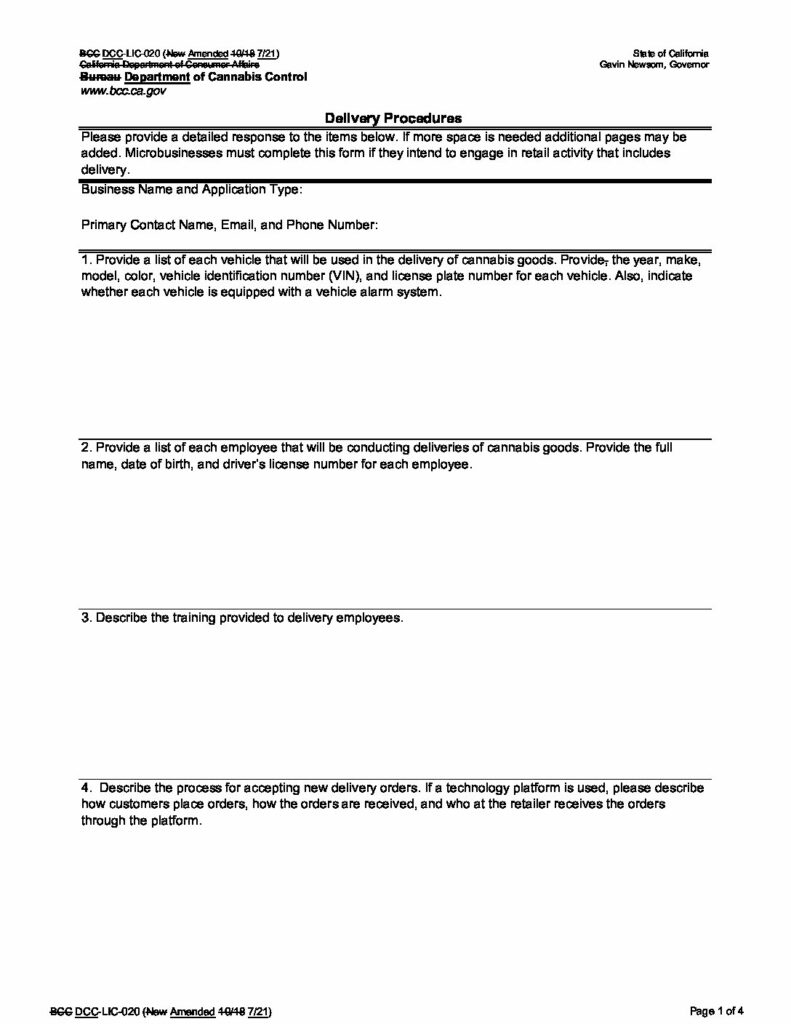 BCC DCC-LIC-020 (New Amended 10/18 7/21)
State of California
California Department of Consumer Affairs
Gavin Newsom, Governor
Bureau Department of Cannabis Control
www.bcc.ca.gov
Delivery Procedures
Please provide a detailed response to the items below. If more space is needed additional pages may be
added. Microbusinesses must complete this form if they intend to engage in retail activity that includes
delivery.
Business Name and Application Type:
Primary Contact Name, Email, and Phone Number:
1. Provide a list of each vehicle that will be used in the delivery of cannabis goods. Provide, the year, make,
model, color, vehicle identification number (VIN), and license plate number for each vehicle. Also, indicate
whether each vehicle is equipped with a vehicle alarm system.
2. Provide a list of each employee that will be conducting deliveries of cannabis goods. Provide the full
name, date of birth, and driver's license number for each employee.
3. Describe the training provided to delivery employees.
4. Describe the process for accepting new delivery orders. If a technology platform is used, please describe
how customers place orders, how the orders are received, and who at the retailer receives the orders
through the platform.
BCC DCC-LIC-020 (New Amended 10/18 7/21)
Page 1 of 4